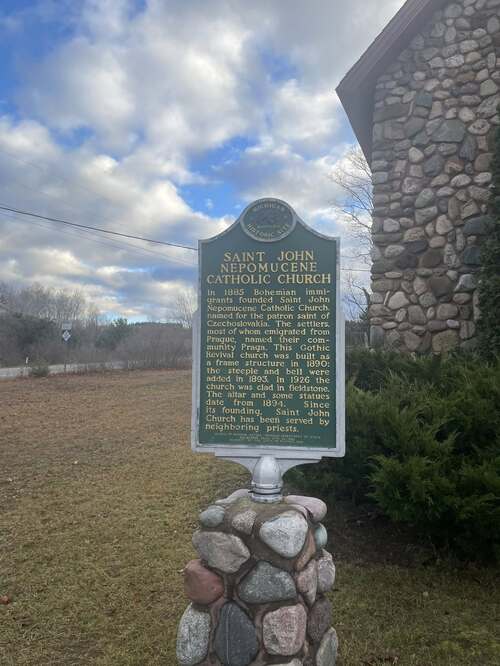 MICHIGAN
HISTORIC SITE
SAINT JOHN
NEPOMUCENE
CATHOLIC CHURCH
In 1885 Bohemian immi-
grants founded Saint John
Nepomucene Catholic Church,
named for the patron saint of
Czechoslovakia. The settlers,
most of whom emigrated from
Prague, named their com-
munity Praga. This Gothic
Revival church was built as
a frame structure in 1890;
the steeple and bell were
added in 1893. In 1926 the
church was clad in fieldstone.
The altar and some statues
date from 1894. Since
its founding, Saint John
Church has been served by
neighboring priests.